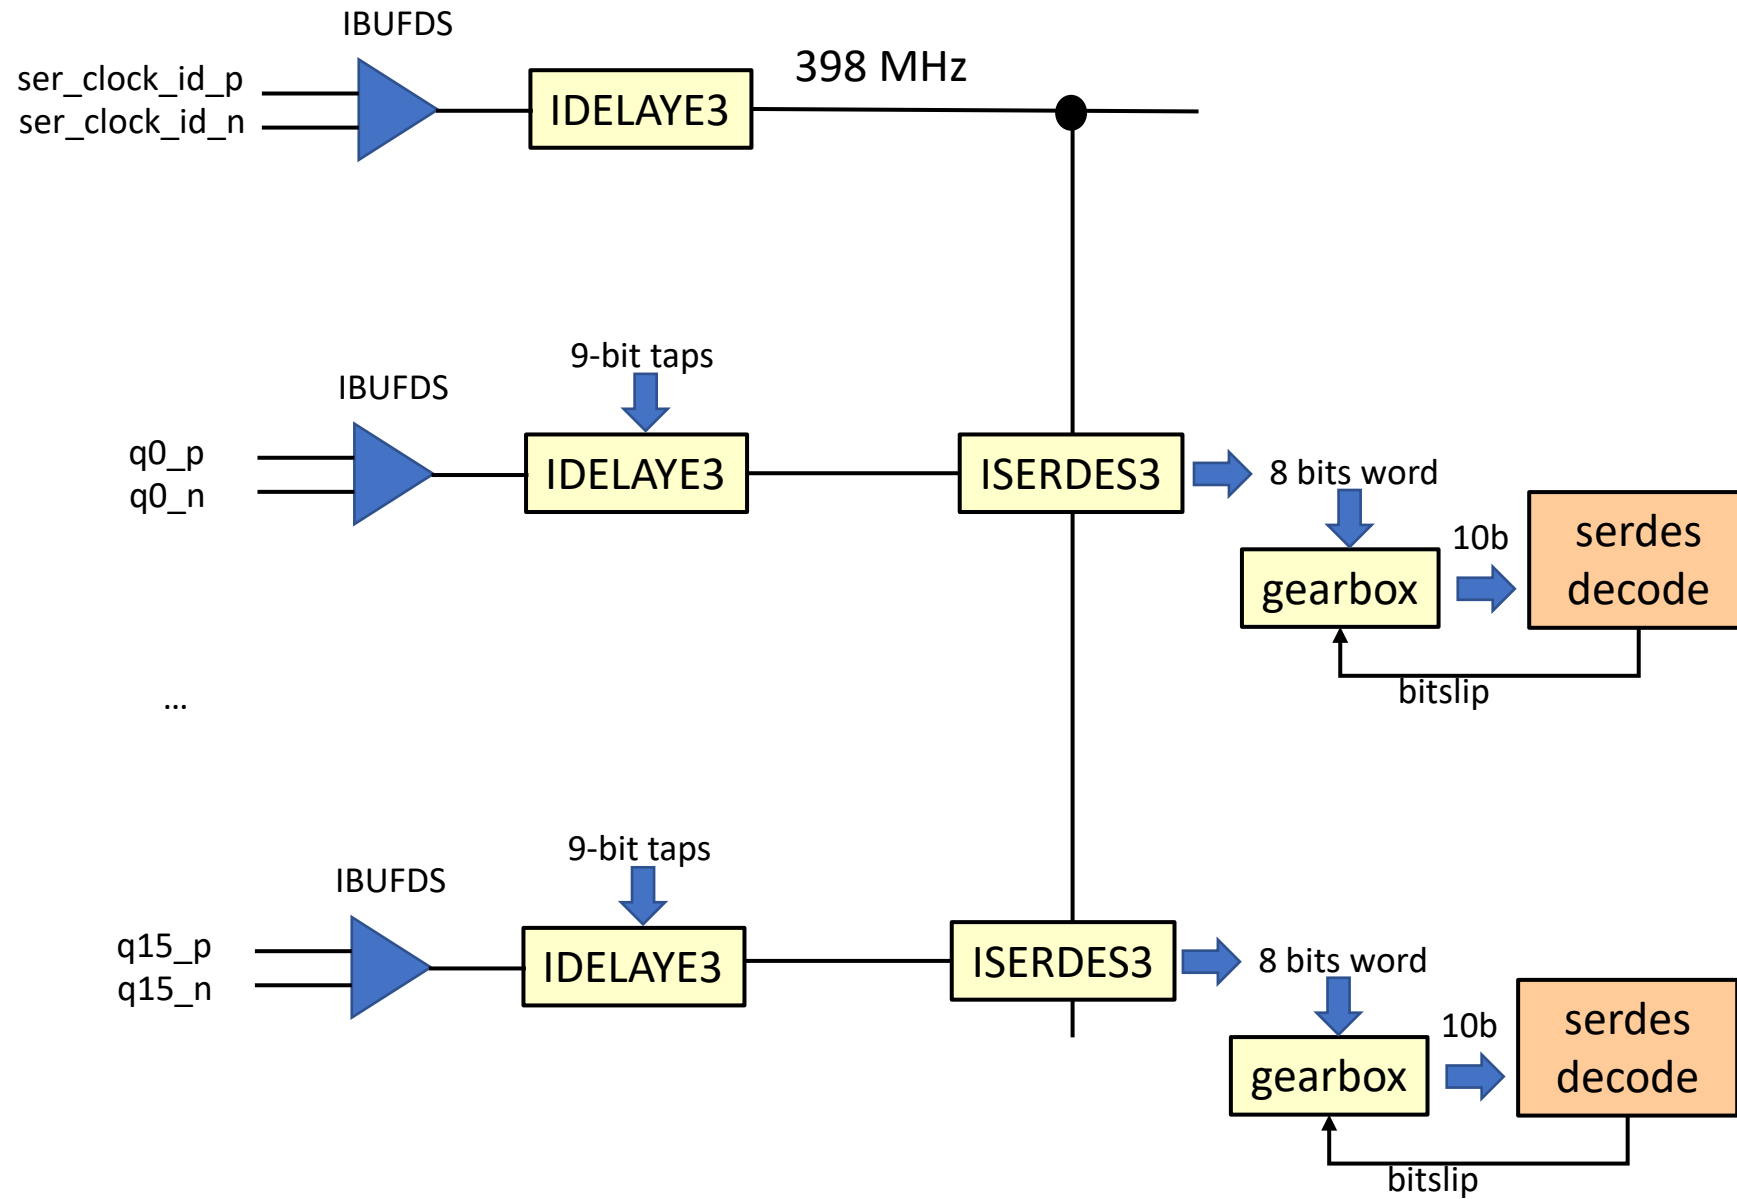 IBUFDS
ser_clock_id_p
ser_clock_id_n
IDELAYE3
398 MHz
9-bit taps
IBUFDS
q0_p
q0_n
IDELAYE3
ISERDES3
8 bits word
gearbox
10b
serdes
decode
bitslip
...
9-bit taps
IBUFDS
q15_p
q15_n
IDELAYE3
ISERDES3
8 bits word
gearbox
10b
serdes
decode
bitslip